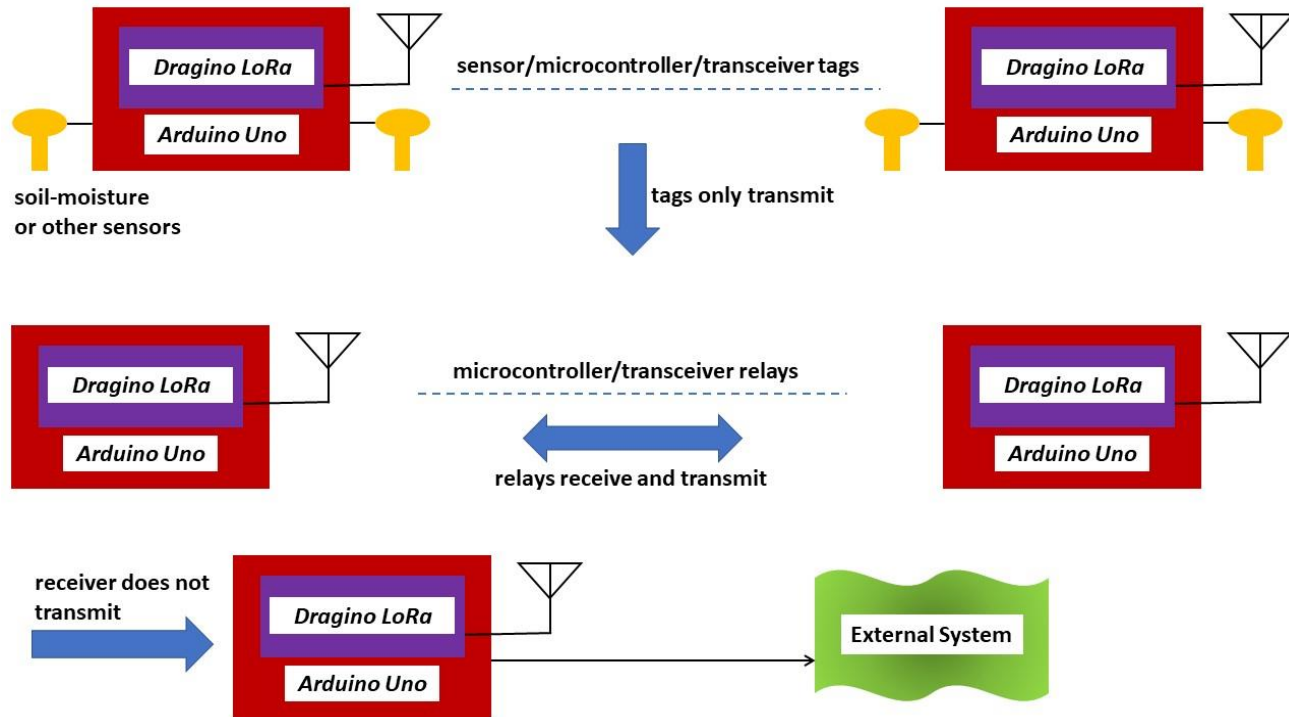 Dragino LoRa
Arduino Uno
sensor/microcontroller/transceiver tags
Dragino LoRa
Arduino Uno
soil-moisture
or other sensors
tags only transmit
Dragino LoRa
Arduino Uno
microcontroller/transceiver relays
relays receive and transmit
Dragino LoRa
Arduino Uno
receiver does not
transmit
Dragino LoRa
Arduino Uno
External System